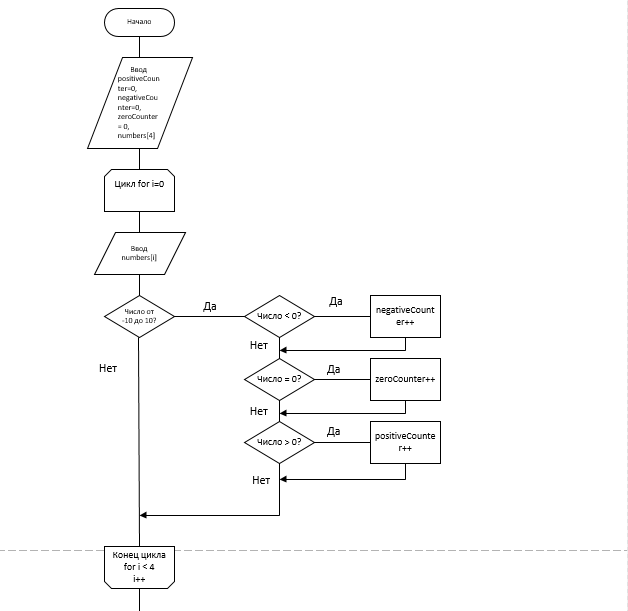 Начало
Ввод
positiveCoun
ter=0,
negativeCou
nter=0,
zeroCounter
= 0,
numbers[4]
Цикл for i=0
Ввод
numbers[i]
Число от
-10 до 10?
Да
Число < 0?
Да
negativeCount
er++
Нет
Нет
Число = 0?
Да
zeroCounter++
Нет
Число > 0?
Да
positiveCounte
r++
Нет
Конец цикла
for i < 4
i++